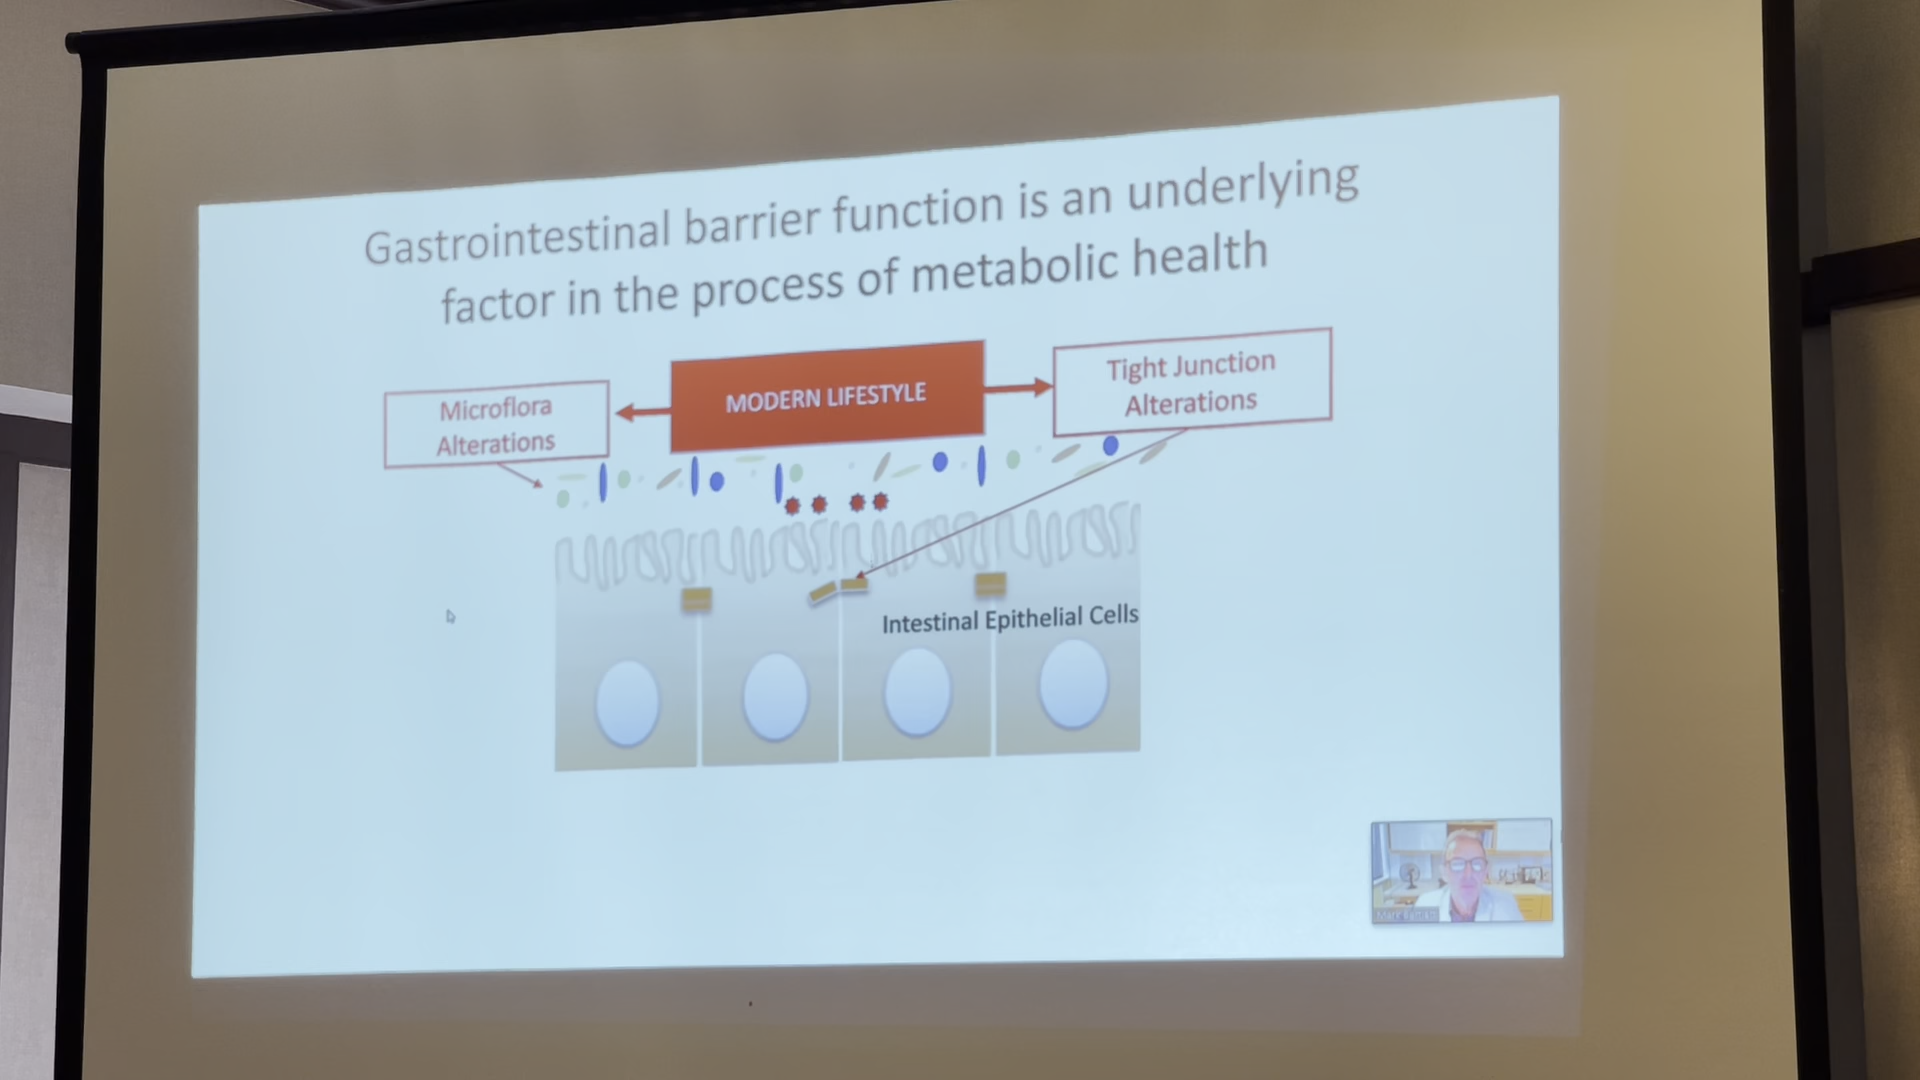 Gastrointestinal barrier function is an underlying
factor in the process of metabolic health
MODERN LIFESTYLE
Tight Junction
Alterations
Microflora
Alterations
Intestinal Epithelial Cells